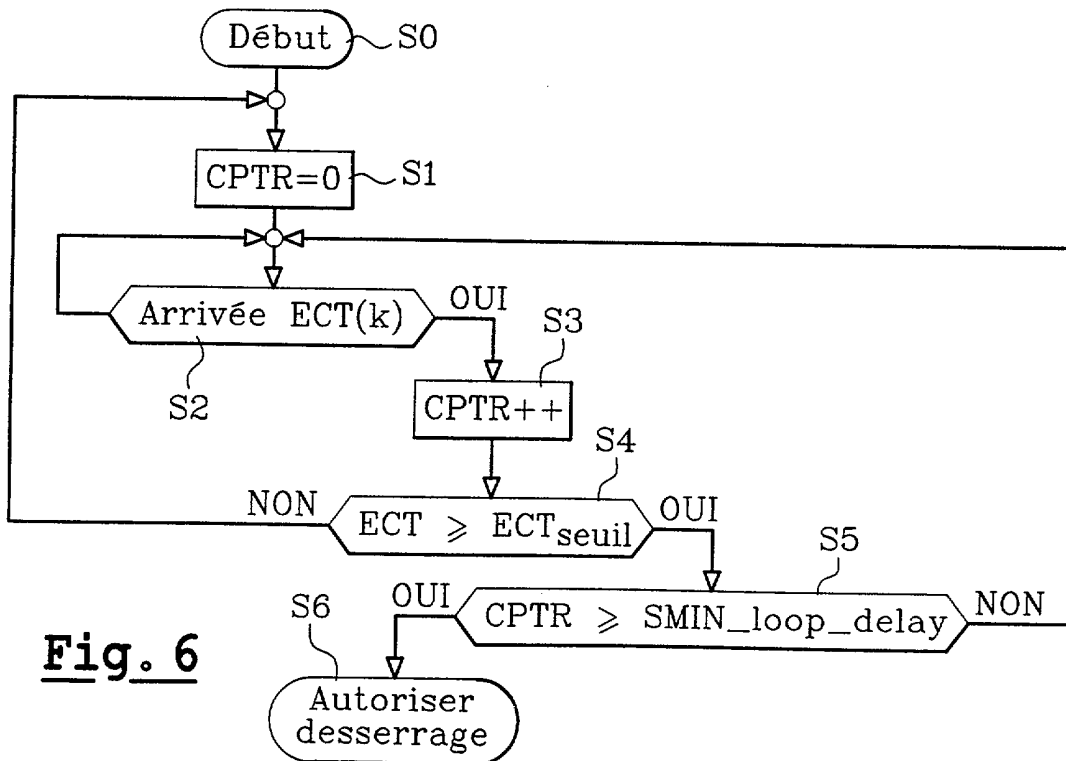 Début
S0
CPTR=0
S1
Arrivée ECT(k)
OUI
S2
S3
CPTR++
S4
NON
ECT ⩾ ECTseuil
OUI
S5
OUI
CPTR ⩾ SMIN_loop_delay
NON
S6
Fig. 6
Autoriser
desserrage